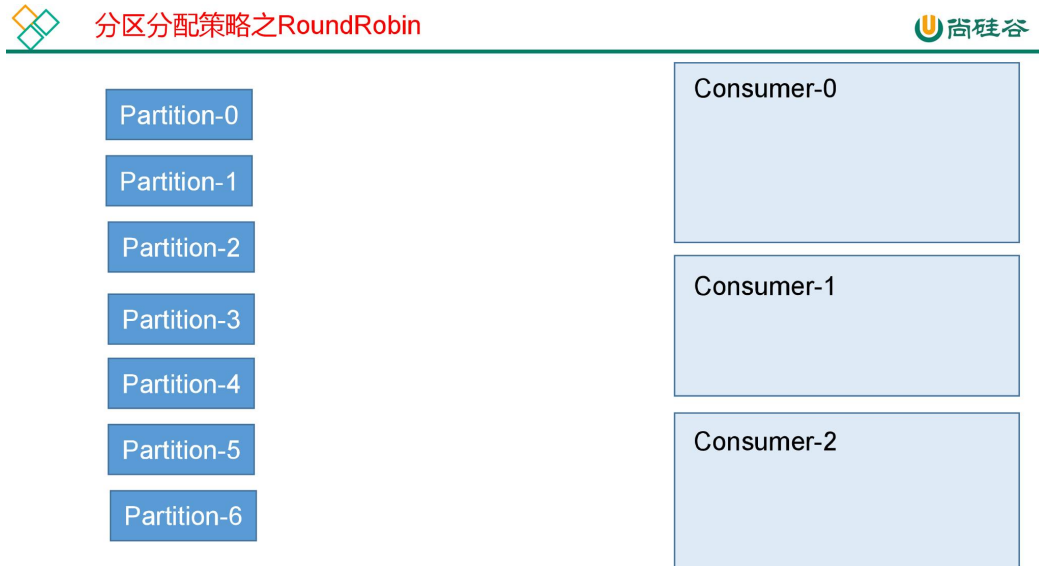 分区分配策略之RoundRobin
尚硅谷
Partition-0
Partition-1
Partition-2
Partition-3
Partition-4
Partition-5
Partition-6
Consumer-0
Consumer-1
Consumer-2